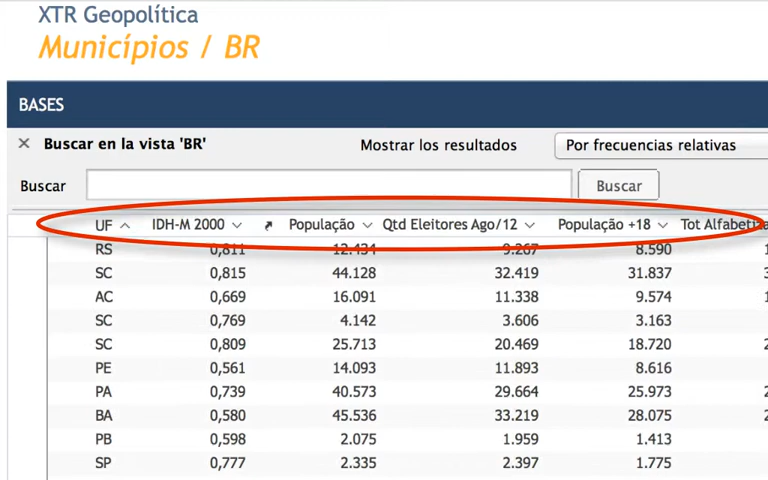 XTR Geopolítica
Municípios / BR
BASES
Buscar en la vista 'BR' Mostrar los resultados Por frecuencias relativas
Buscar Buscar
UF IDH-M 2000 População Qtd Eleitores Ago/12 População +18 Tot Alfabetiza
RS 0,811 12.434 9.267 8.590
SC 0,815 44.128 32.419 31.837
AC 0,669 16.091 11.338 9.574
SC 0,769 4.142 3.606 3.163
SC 0,809 25.713 20.469 18.720
PE 0,561 14.093 11.893 8.616
PA 0,739 40.573 29.664 25.973
BA 0,580 45.536 33.219 28.075
PB 0,598 2.075 1.959 1.413
SP 0,777 2.335 2.397 1.775